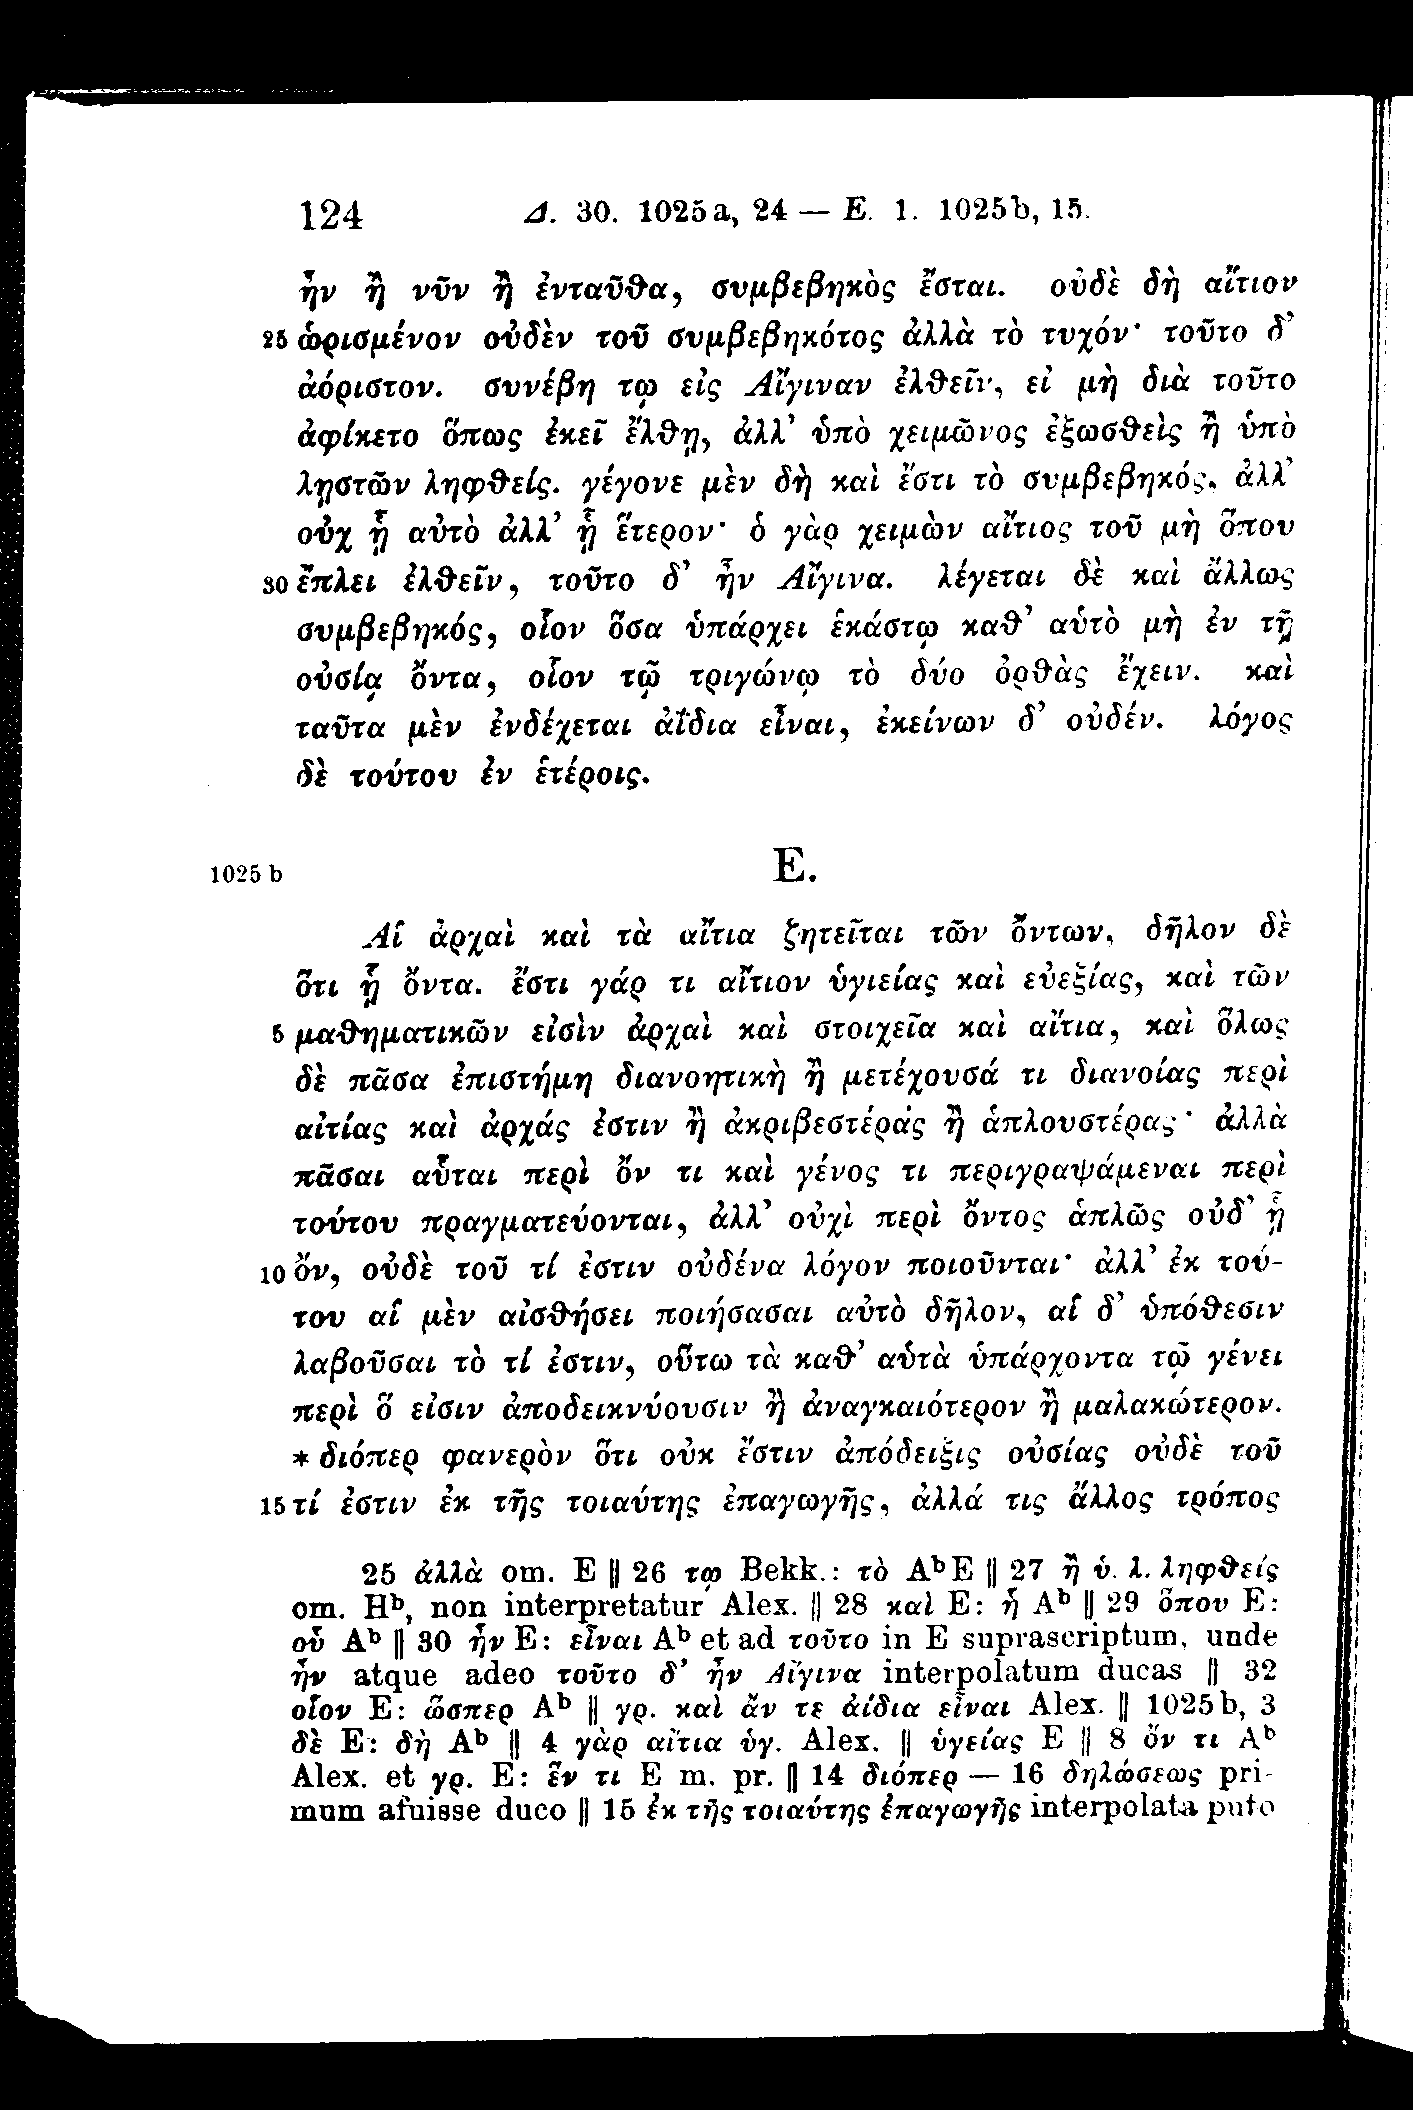 124 Δ. 30. 1025a, 24 — E. 1. 1025b, 15.
ἦν ἢ νῦν ἢ ἐνταῦθα, συμβεβηκὸς ἔσται. οὐδὲ δὴ αἴτιον
25 ὡρισμένον οὐδὲν τοῦ συμβεβηκότος ἀλλὰ τὸ τυχόν· τοῦτο δ’
ἀόριστον. συνέβη τῳ εἰς Αἴγιναν ἐλθεῖν, εἰ μὴ διὰ τοῦτο
ἀφίκετο ὅπως ἐκεῖ ἔλθῃ, ἀλλ’ ὑπὸ χειμῶνος ἐξωσθεὶς ἢ ὑπὸ
λῃστῶν ληφθείς. γέγονε μὲν δὴ καὶ ἔστι τὸ συμβεβηκός, ἀλλ’
οὐχ ᾗ αὐτὸ ἀλλ’ ᾗ ἕτερον· ὁ γὰρ χειμὼν αἴτιος τοῦ μὴ ὅπου
30 ἔπλει ἐλθεῖν, τοῦτο δ’ ἦν Αἴγινα. λέγεται δὲ καὶ ἄλλως
συμβεβηκός, οἷον ὅσα ὑπάρχει ἑκάστῳ καθ’ αὑτὸ μὴ ἐν τῇ
οὐσίᾳ ὄντα, οἷον τῷ τριγώνῳ τὸ δύο ὀρθὰς ἔχειν. καὶ
ταῦτα μὲν ἐνδέχεται ἀΐδια εἶναι, ἐκείνων δ’ οὐδέν. λόγος
δὲ τούτου ἐν ἑτέροις.
1025 b E.
Αἱ ἀρχαὶ καὶ τὰ αἴτια ζητεῖται τῶν ὄντων, δῆλον δὲ
ὅτι ᾗ ὄντα. ἔστι γάρ τι αἴτιον ὑγιείας καὶ εὐεξίας, καὶ τῶν
5 μαθηματικῶν εἰσὶν ἀρχαὶ καὶ στοιχεῖα καὶ αἴτια, καὶ ὅλως
δὲ πᾶσα ἐπιστήμη διανοητικὴ ἢ μετέχουσά τι διανοίας περὶ
αἰτίας καὶ ἀρχάς ἐστιν ἢ ἀκριβεστέρας ἢ ἁπλουστέρας· ἀλλὰ
πᾶσαι αὗται περὶ ὄν τι καὶ γένος τι περιγραψάμεναι περὶ
τούτου πραγματεύονται, ἀλλ’ οὐχὶ περὶ ὄντος ἁπλῶς οὐδ’ ᾗ
10 ὄν, οὐδὲ τοῦ τί ἐστιν οὐδένα λόγον ποιοῦνται· ἀλλ’ ἐκ τού-
του αἱ μὲν αἰσθήσει ποιήσασαι αὐτὸ δῆλον, αἱ δ’ ὑπόθεσιν
λαβοῦσαι τὸ τί ἐστιν, οὕτω τὰ καθ’ αὑτὰ ὑπάρχοντα τῷ γένει
περὶ ὅ εἰσιν ἀποδεικνύουσιν ἢ ἀναγκαιότερον ἢ μαλακώτερον.
* διόπερ φανερὸν ὅτι οὐκ ἔστιν ἀπόδειξις οὐσίας οὐδὲ τοῦ
15 τί ἐστιν ἐκ τῆς τοιαύτης ἐπαγωγῆς, ἀλλά τις ἄλλος τρόπος
25 ἀλλὰ om. E || 26 τῳ Bekk.: τὸ AᵇE || 27 ἢ ὑ. λ. ληφθείς
om. Hᵇ, non interpretatur Alex. || 28 καὶ E: ἢ Aᵇ || 29 ὅπου E:
οὗ Aᵇ || 30 ἦν E: εἶναι Aᵇ et ad τοῦτο in E suprascriptum, unde
ἦν atque adeo τοῦτο δ’ ἦν Αἴγινα interpolatum ducas || 32
οἷον E: ὥσπερ Aᵇ || γρ. καὶ ἄν τε ἀίδια εἶναι Alex. || 1025b, 3
δὲ E: δὴ Aᵇ || 4 γὰρ αἴτια ὑγ. Alex. || ὑγείας E || 8 ὄν τι Aᵇ
Alex. et γρ. E: ἕν τι E m. pr. || 14 διόπερ — 16 δηλώσεως pri-
mum afuisse duco || 15 ἐκ τῆς τοιαύτης ἐπαγωγῆς interpolata puto